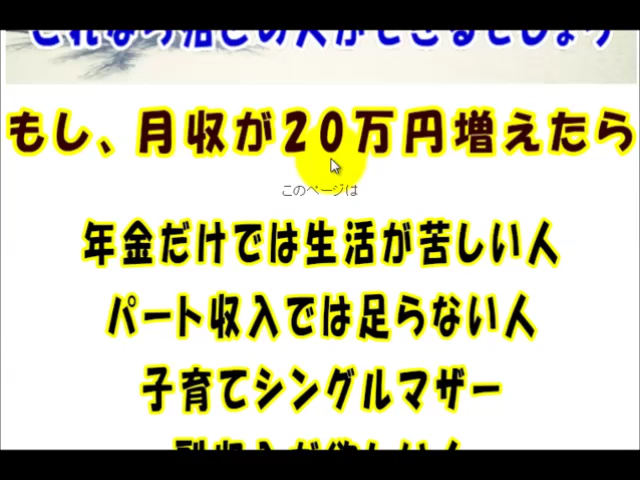 もし、月収が20万円増えたら
このページは
年金だけでは生活が苦しい人
パート収入では足らない人
子育てシングルマザー